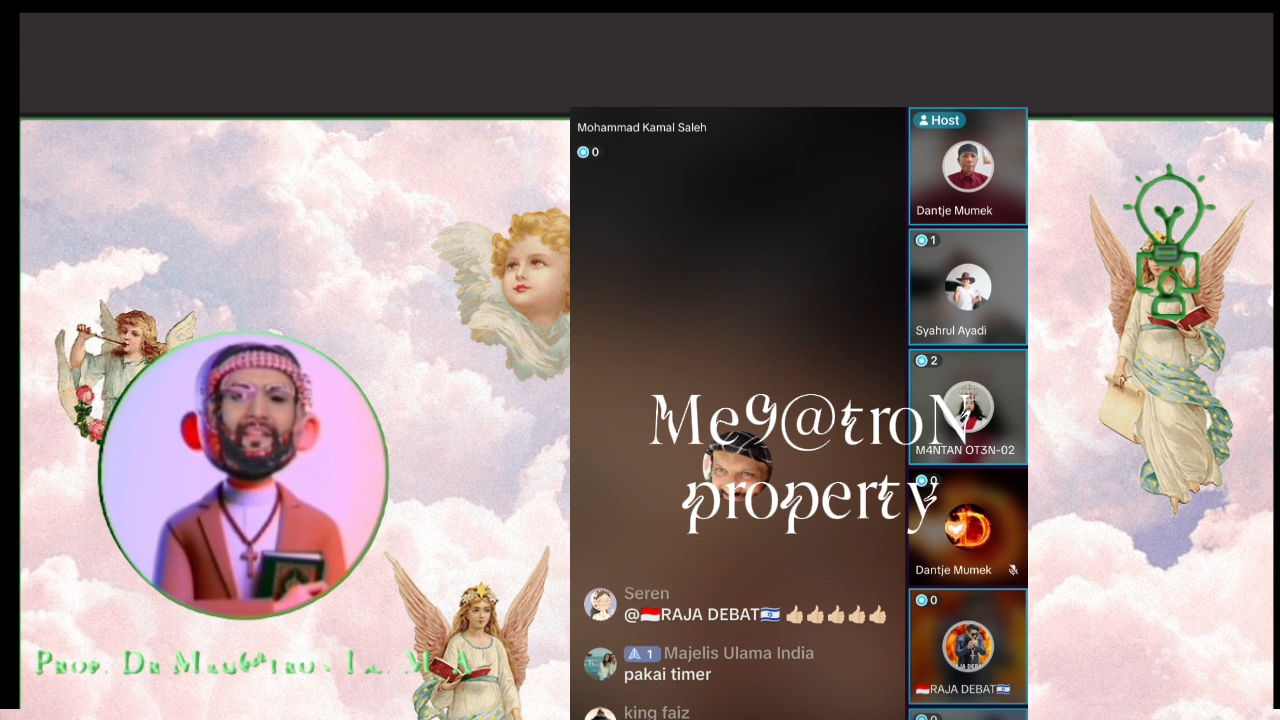 Mohammad Kamal Saleh
0
Host
Dantje Mumek
1
Syahrul Ayadi
2
M4NTAN OT3N-02
Me9@troN
property
0
Dantje Mumek
Seren
@🇮🇩RAJA DEBAT🇮🇱 👍🏼👍🏼👍🏼👍🏼👍🏼
0
🇮🇩RAJA DEBAT🇮🇱
1 Majelis Ulama India
pakai timer
king faiz
0